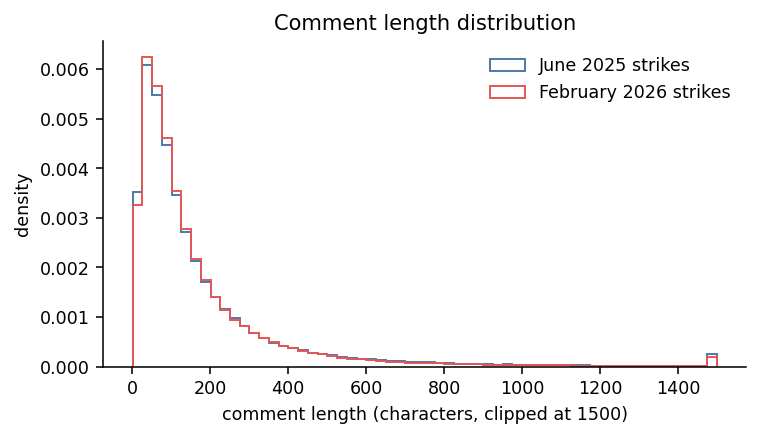 Comment length distribution
June 2025 strikes
February 2026 strikes
0.006
0.005
0.004
0.003
0.002
0.001
0.000
density
0 200 400 600 800 1000 1200 1400
comment length (characters, clipped at 1500)